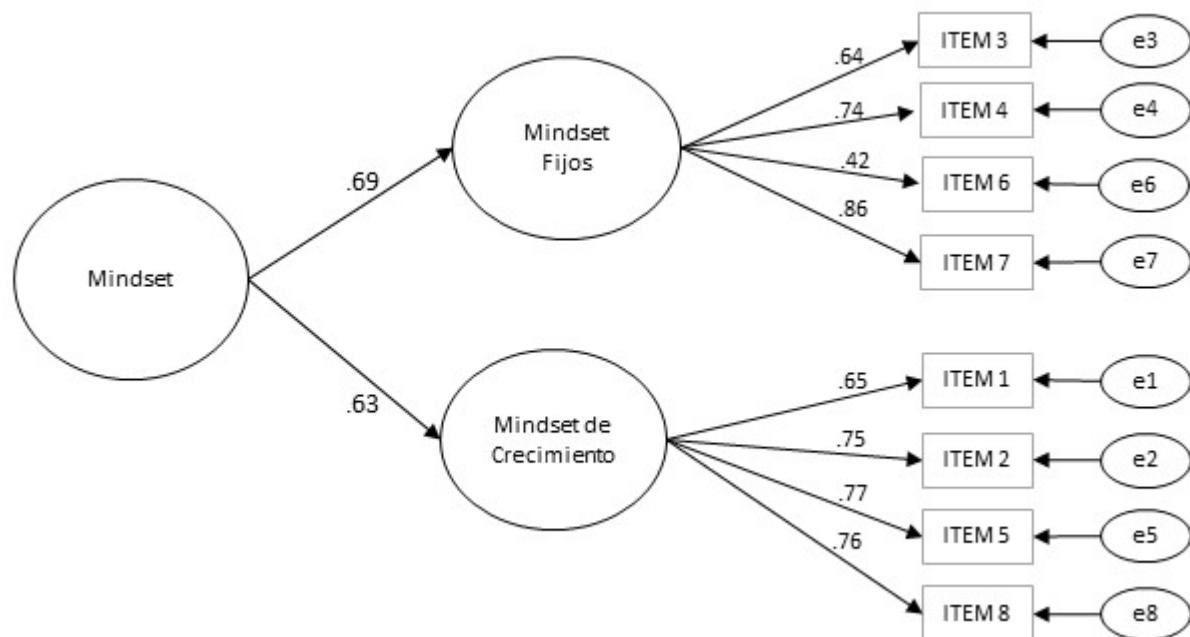 ITEM 3
e3
.64
ITEM 4
e4
.74
Mindset
Fijos
.42
ITEM 6
e6
.69
.86
ITEM 7
e7
Mindset
.65
ITEM 1
e1
.63
Mindset de
Crecimiento
.75
ITEM 2
e2
.77
ITEM 5
e5
.76
ITEM 8
e8